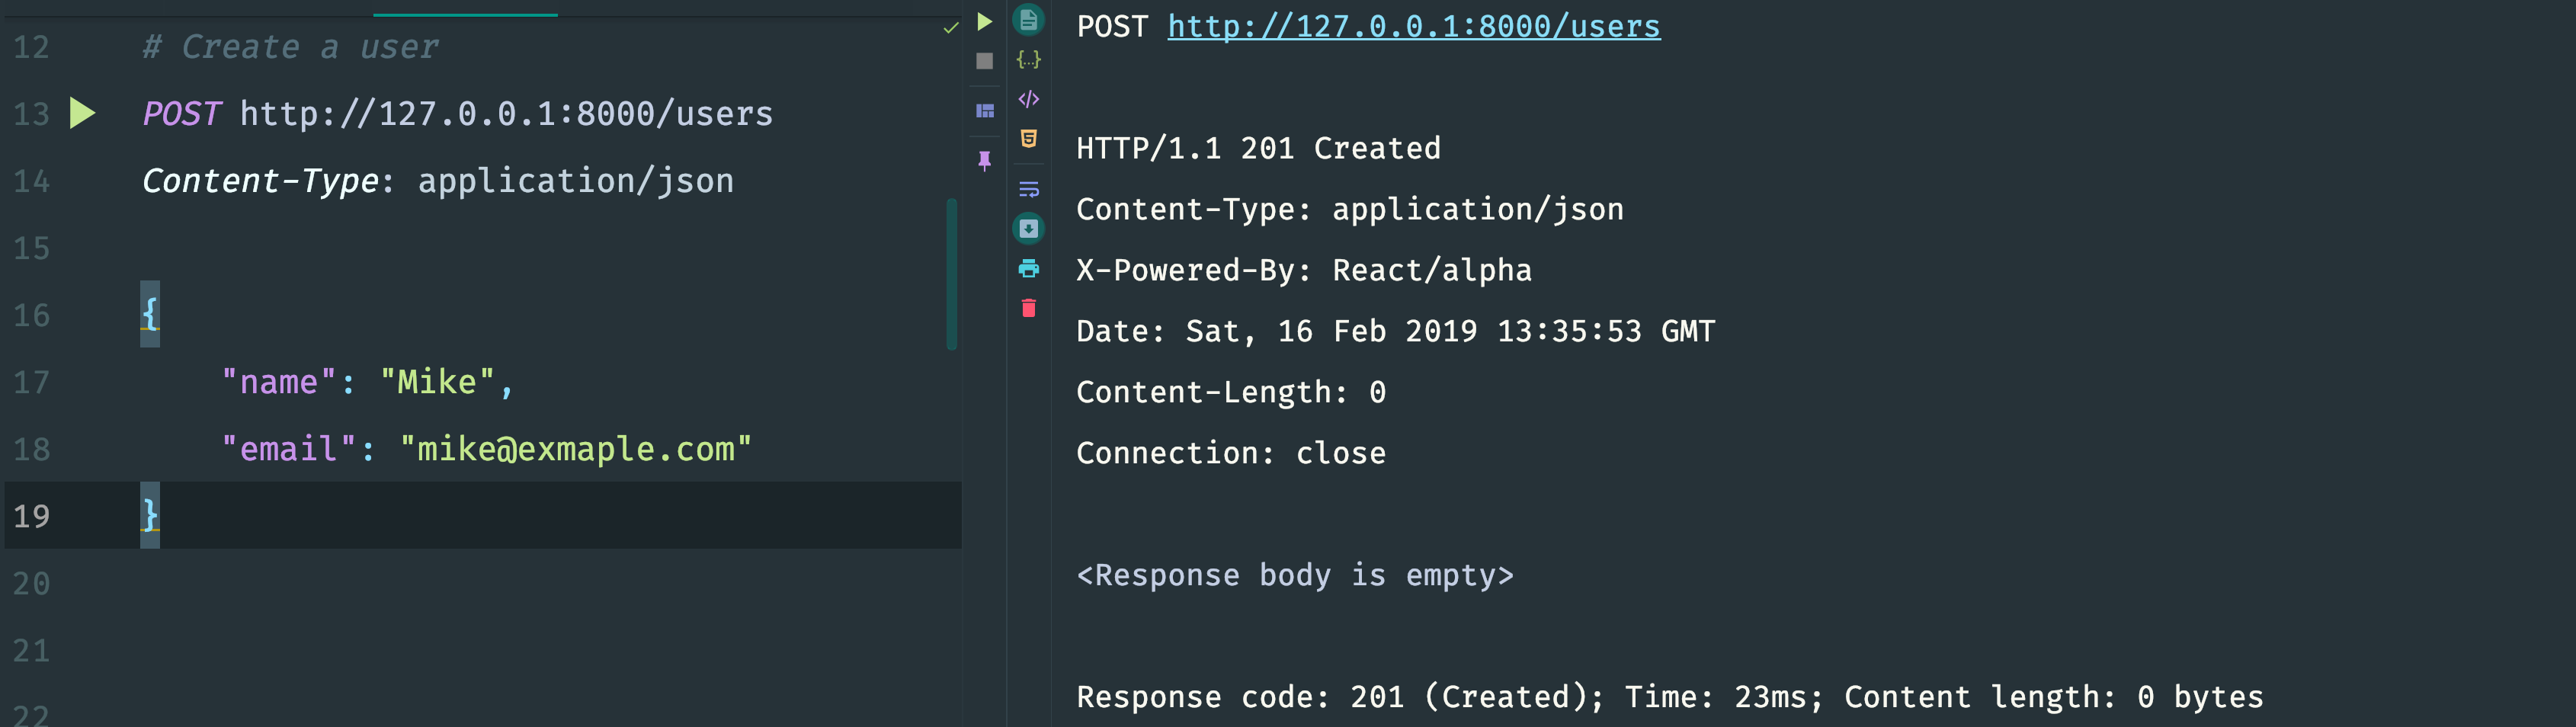 12 # Create a user
13 POST http://127.0.0.1:8000/users
14 Content-Type: application/json
15
16 {
17 "name": "Mike",
18 "email": "mike@exmaple.com"
19 }
20
21
22
POST http://127.0.0.1:8000/users
HTTP/1.1 201 Created
Content-Type: application/json
X-Powered-By: React/alpha
Date: Sat, 16 Feb 2019 13:35:53 GMT
Content-Length: 0
Connection: close
<Response body is empty>
Response code: 201 (Created); Time: 23ms; Content length: 0 bytes